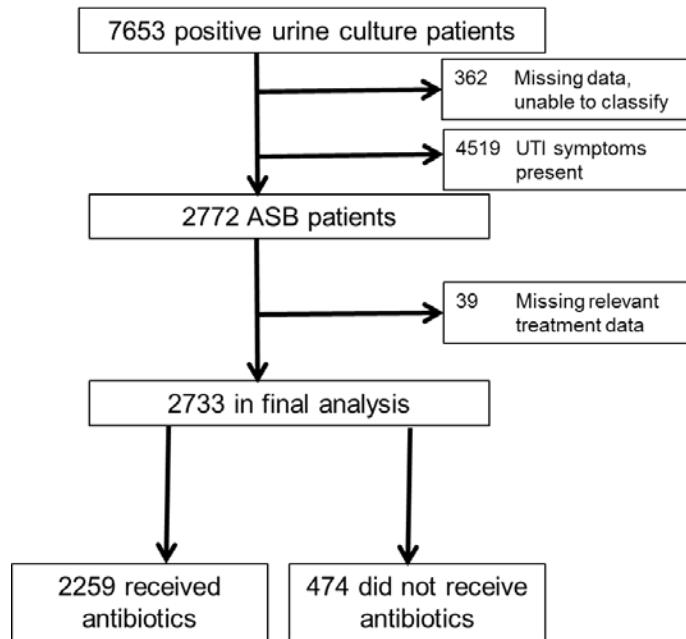 7653 positive urine culture patients
362 Missing data,
unable to classify
4519 UTI symptoms
present
2772 ASB patients
39 Missing relevant
treatment data
2733 in final analysis
2259 received
antibiotics
474 did not receive
antibiotics